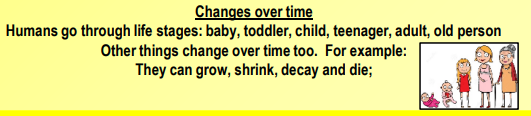 Changes over time
Humans go through life stages: baby, toddler, child, teenager, adult, old person
Other things change over time too.  For example:
They can grow, shrink, decay and die;